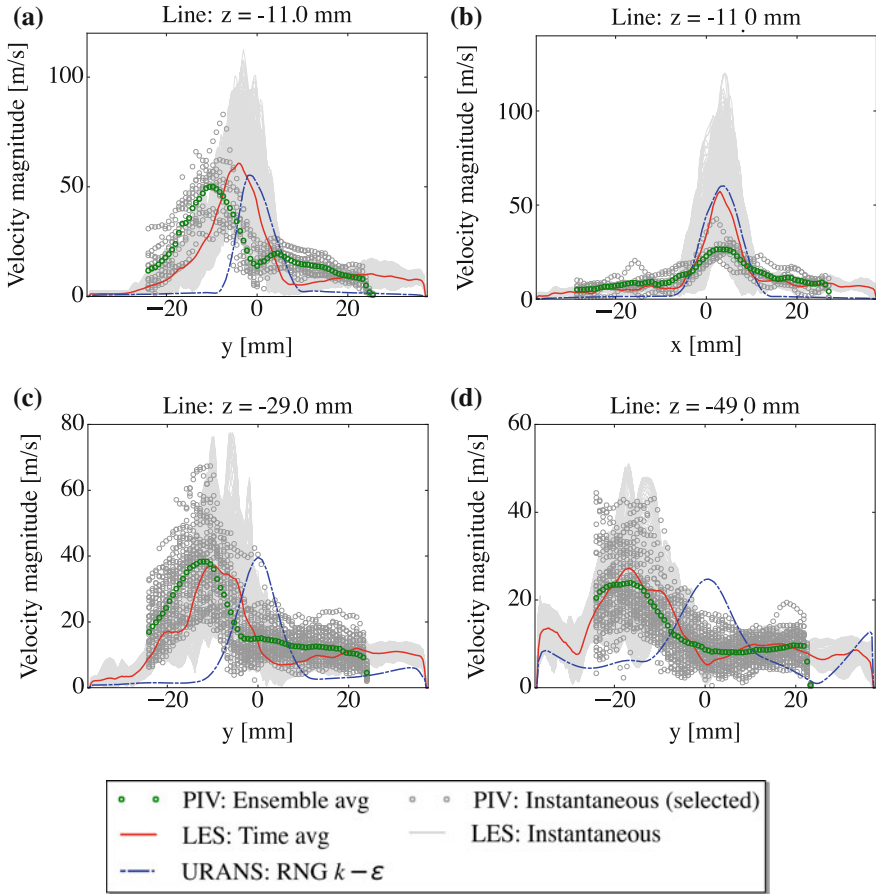 (a) Line: z = -11.0 mm
Velocity magnitude [m/s]
100
50
0
−20 0 20
y [mm]
(b) Line: z = -11 0 mm
Velocity magnitude [m/s]
100
50
0
−20 0 20
x [mm]
(c) Line: z = -29.0 mm
Velocity magnitude [m/s]
80
60
40
20
0
−20 0 20
y [mm]
(d) Line: z = -49 0 mm
Velocity magnitude [m/s]
60
40
20
0
−20 0 20
y [mm]
PIV: Ensemble avg PIV: Instantaneous (selected)
LES: Time avg LES: Instantaneous
URANS: RNG k − ε